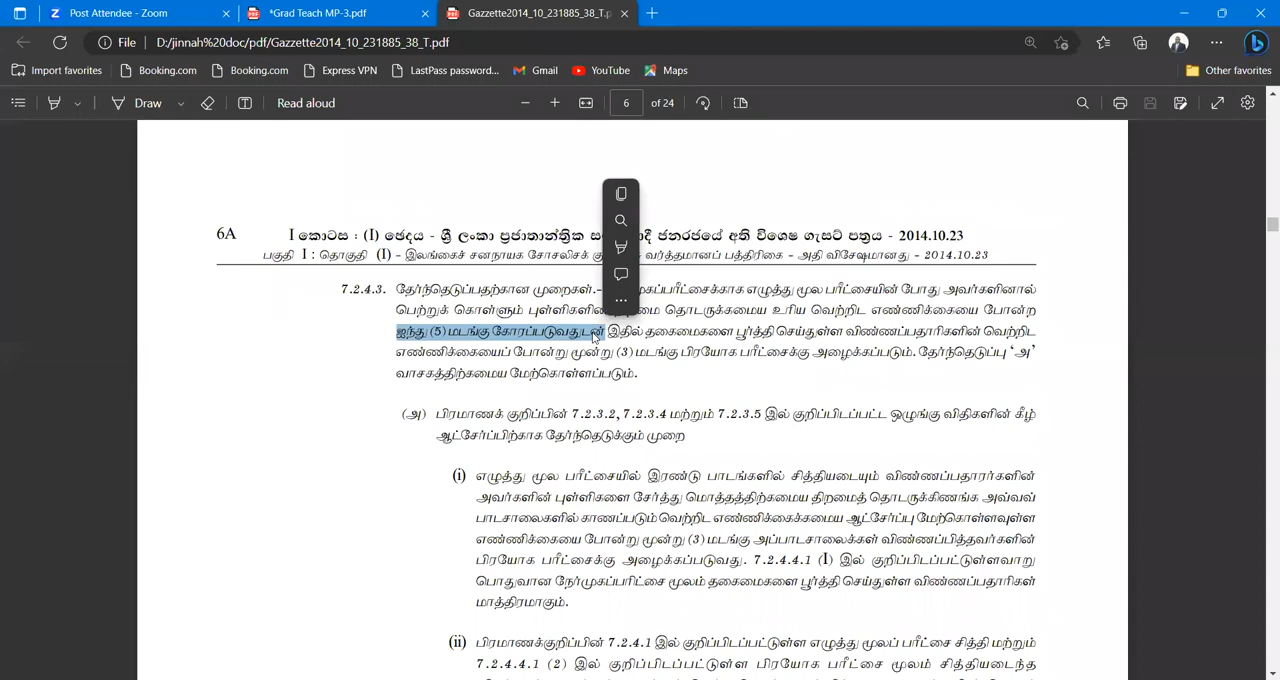 Post Attendee - Zoom
*Grad Teach MP-3.pdf
Gazzette2014_10_231885_38_T.p
File D:/jinnah%20doc/pdf/Gazzette2014_10_231885_38_T.pdf
Import favorites Booking.com Booking.com Express VPN LastPass password... Gmail YouTube Maps Other favorites
Draw Read aloud 6 of 24
6A I කොටස : (I) ඡෙදය - ශ්‍රී ලංකා ප්‍රජාතාන්ත්‍රික ජනරජයේ අති විශෙෂ ගැසට් පත්‍රය - 2014.10.23
பகுதி I : தொகுதி (I) - இலங்கைச் சனநாயக சோசலிசக் வர்த்தமானப் பத்திரிகை - அதி விசேஷமானது - 2014.10.23
7.2.4.3. தேர்ந்தெடுப்பதற்கான முறைகள்.- எழுத்து மூல பரீட்சையின் போது அவர்களினால்
பெற்றுக் கொள்ளும் தொடருக்கமைய உரிய வெற்றிட எண்ணிக்கையை போன்ற
ஐந்து (5) மடங்கு கோரப்படுவதுடன் இதில் தகைமைகளை பூர்த்தி செய்துள்ள விண்ணப்பதாரிகளின் வெற்றிட
எண்ணிக்கையைப் போன்று மூன்று (3) மடங்கு பிரயோக பரீட்சைக்கு அழைக்கப்படும். தேர்ந்தெடுப்பு ‘அ’
வாசகத்திற்கமைய மேற்கொள்ளப்படும்.
(அ) பிரமாணக் குறிப்பின் 7.2.3.2, 7.2.3.4 மற்றும் 7.2.3.5 இல் குறிப்பிடப்பட்ட ஒழுங்கு விதிகளின் கீழ்
ஆட்சேர்ப்பிற்காக தேர்ந்தெடுக்கும் முறை
(i) எழுத்து மூல பரீட்சையில் இரண்டு பாடங்களில் சித்தியடையும் விண்ணப்பதாரர்களின்
அவர்களின் புள்ளிகளை சேர்த்து மொத்தத்திற்கமைய திறமைத் தொடருக்கிணங்க அவ்வவ்
பாடசாலைகளில் காணப்படும் வெற்றிட எண்ணிக்கைக்கமைய ஆட்சேர்ப்பு மேற்கொள்ளவுள்ள
எண்ணிக்கையை போன்று மூன்று (3) மடங்கு அப்பாடசாலைக்கள் விண்ணப்பித்தவர்களின்
பிரயோக பரீட்சைக்கு அழைக்கப்படுவது. 7.2.4.4.1 (I) இல் குறிப்பிடப்பட்டுள்ளவாறு
பொதுவான நேர்முகப்பரிட்சை மூலம் தகைமைகளை பூர்த்தி செய்துள்ள விண்ணப்பதாரிகள்
மாத்திரமாகும்.
(ii) பிரமாணக்குறிப்பின் 7.2.4.1 இல் குறிப்பிடப்பட்டுள்ள எழுத்து மூலப் பரீட்சை சித்தி மற்றும்
7.2.4.4.1 (2) இல் குறிப்பிடப்பட்டுள்ள பிரயோக பரீட்சை மூலம் சித்தியடைந்த